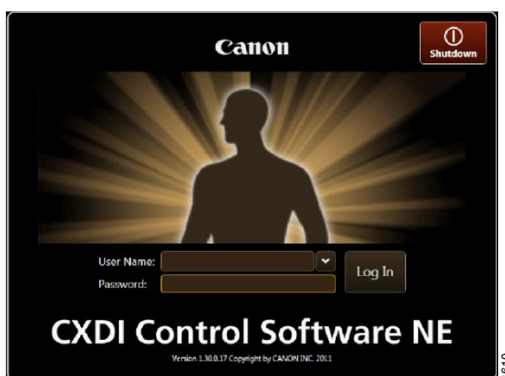 Canon
Shutdown
User Name:
Password:
Log In
CXDI Control Software NE
Version 1.30.0.17 Copyright by CANON INC. 2011